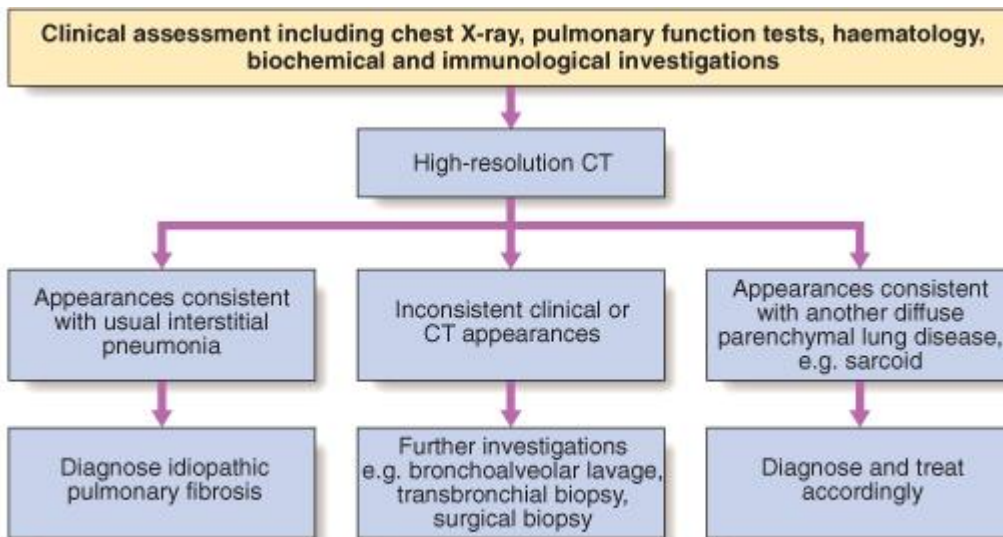 Clinical assessment including chest X-ray, pulmonary function tests, haematology,
biochemical and immunological investigations
High-resolution CT
Appearances consistent
with usual interstitial
pneumonia
Inconsistent clinical or
CT appearances
Appearances consistent
with another diffuse
parenchymal lung disease,
e.g. sarcoid
Diagnose idiopathic
pulmonary fibrosis
Further investigations
e.g. bronchoalveolar lavage,
transbronchial biopsy,
surgical biopsy
Diagnose and treat
accordingly